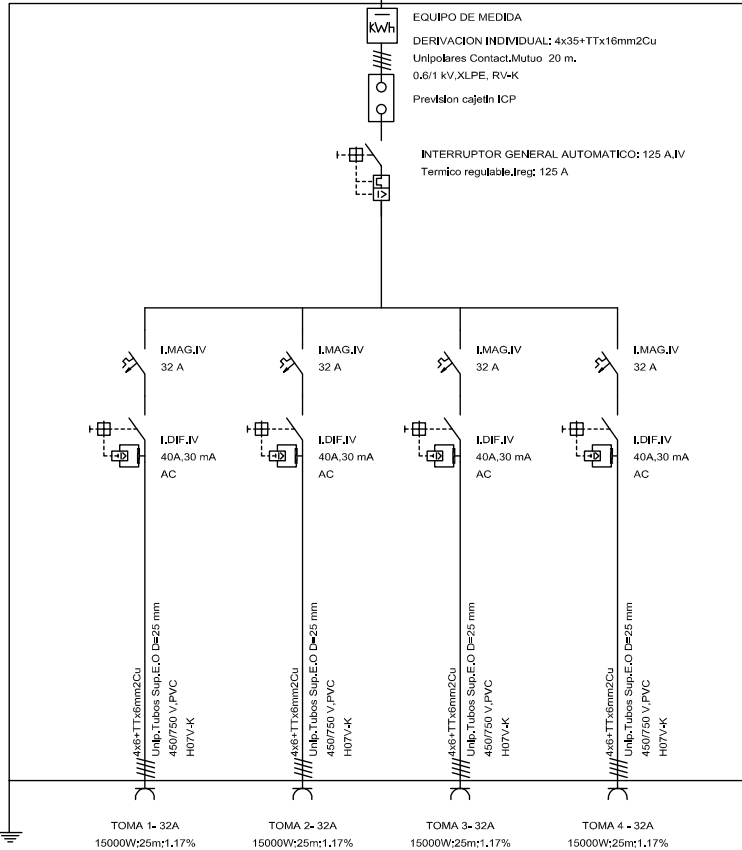 KWh
EQUIPO DE MEDIDA
DERIVACION INDIVIDUAL: 4x35+TTx16mm2Cu
Unipolares Contact.Mutuo 20 m.
0.6/1 kV,XLPE, RV-K
Prevision cajetin ICP
INTERRUPTOR GENERAL AUTOMATICO: 125 A,IV
Termico regulable.Ireg: 125 A
I>
I.MAG.IV
32 A
I.DIF.IV
40A,30 mA
AC
4x6+TTx6mm2Cu
Unip.Tubos Sup.E.O D=25 mm
450/750 V,PVC
H07V-K
TOMA 1- 32A
15000W;25m;1.17%
I.MAG.IV
32 A
I.DIF.IV
40A,30 mA
AC
4x6+TTx6mm2Cu
Unip.Tubos Sup.E.O D=25 mm
450/750 V,PVC
H07V-K
TOMA 2- 32A
15000W;25m;1.17%
I.MAG.IV
32 A
I.DIF.IV
40A,30 mA
AC
4x6+TTx6mm2Cu
Unip.Tubos Sup.E.O D=25 mm
450/750 V,PVC
H07V-K
TOMA 3- 32A
15000W;25m;1.17%
I.MAG.IV
32 A
I.DIF.IV
40A,30 mA
AC
4x6+TTx6mm2Cu
Unip.Tubos Sup.E.O D=25 mm
450/750 V,PVC
H07V-K
TOMA 4 - 32A
15000W;25m;1.17%